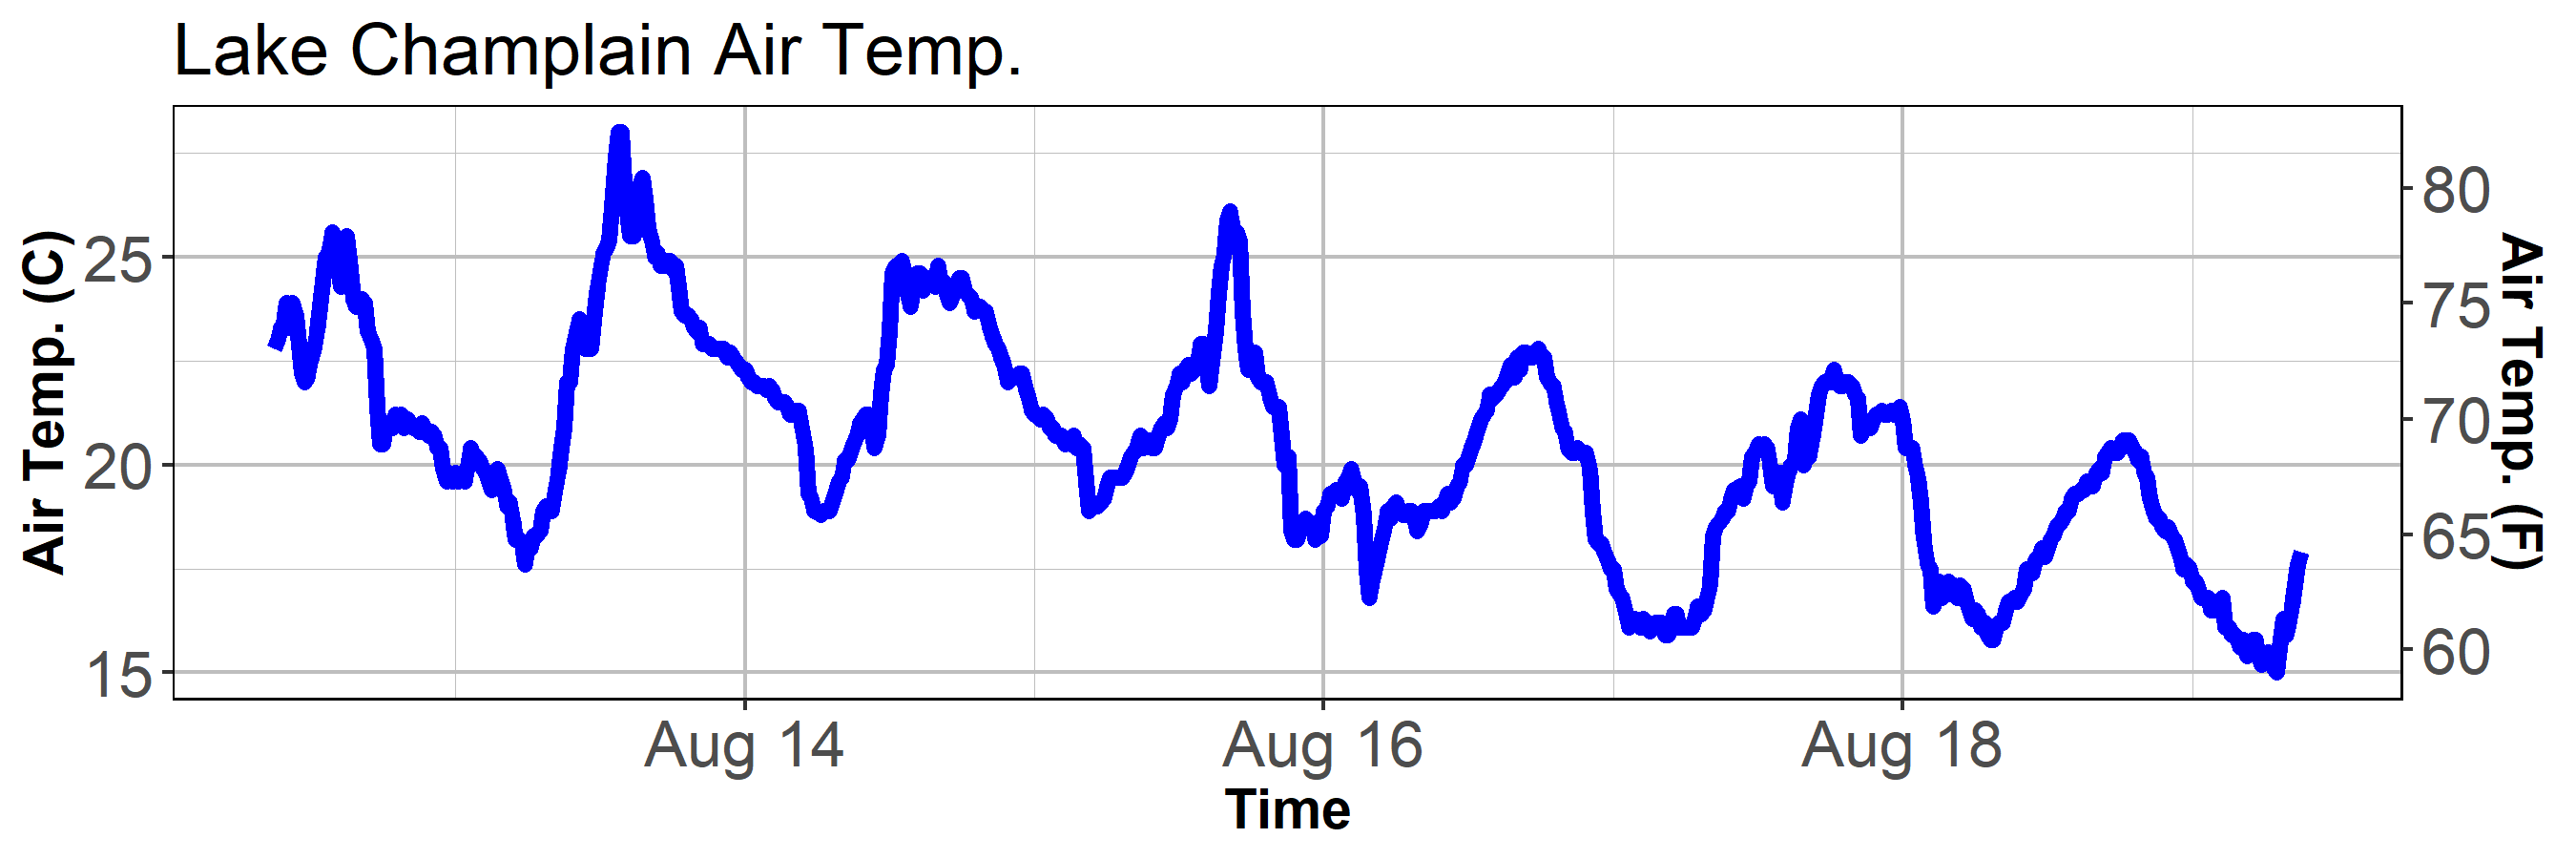 Lake Champlain Air Temp.
Air Temp. (C)
25
20
15
80
75
70
65
60
Air Temp. (F)
Aug 14
Aug 16
Aug 18
Time